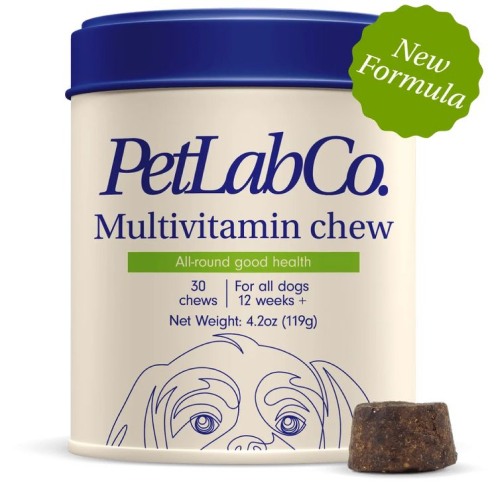 New
Formula
PetLabCo.
Multivitamin chew
All-round good health
30 chews | For all dogs 12 weeks +
Net Weight: 4.2oz (119g)